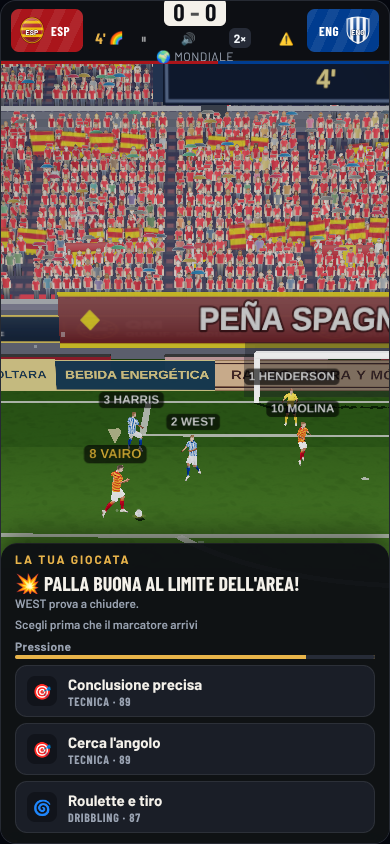 0 - 0
ESP
ESP
4'
2x
ENG
ENG
MONDIALE
4'
PEÑA SPAGN
OLTARA
BEBIDA ENERGÉTICA
Y MO
1 HENDERSON
3 HARRIS
10 MOLINA
2 WEST
8 VAIRO
LA TUA GIOCATA
PALLA BUONA AL LIMITE DELL'AREA!
WEST prova a chiudere.
Scegli prima che il marcatore arrivi
Pressione
Conclusione precisa
TECNICA · 89
Cerca l'angolo
TECNICA · 89
Roulette e tiro
DRIBBLING · 87